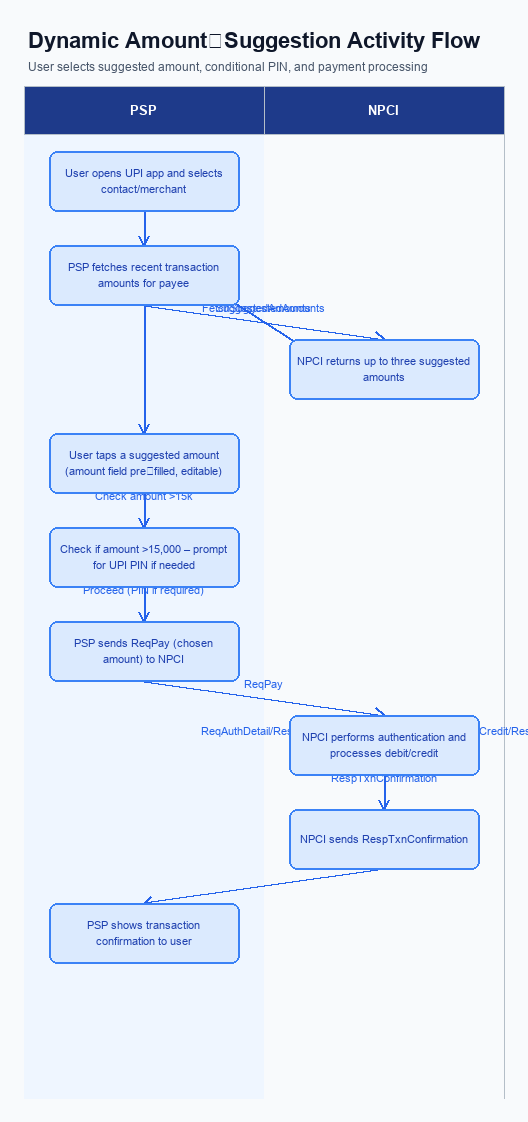 Dynamic Amount□Suggestion Activity Flow
User selects suggested amount, conditional PIN, and payment processing
PSP
NPCI
User opens UPI app and selects
contact/merchant
PSP fetches recent transaction
amounts for payee
NPCI returns up to three suggested
amounts
User taps a suggested amount
(amount field pre□filled, editable)
Check amount >15k
Check if amount >15,000 – prompt
for UPI PIN if needed
Proceed (PIN if required)
PSP sends ReqPay (chosen
amount) to NPCI
ReqPay
ReqAuthDetail/Res
Credit/Res
NPCI performs authentication and
processes debit/credit
RespTxnConfirmation
NPCI sends RespTxnConfirmation
PSP shows transaction
confirmation to user